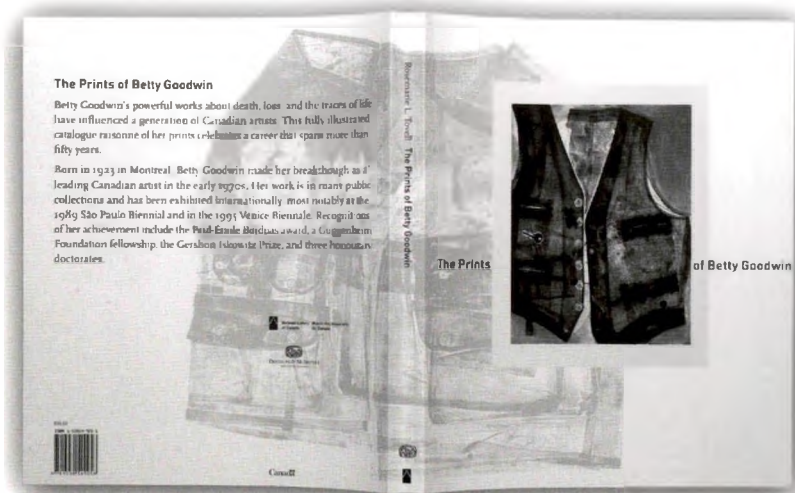 The Prints of Betty Goodwin
Betty Goodwin's powerful works about death, loss and the traces of life
have influenced a generation of Canadian artists. This fully illustrated
catalogue raisonné of her prints celebrates a career that spans more than
fifty years.
Born in 1923 in Montreal, Betty Goodwin made her breakthrough as a
leading Canadian artist in the early 1970s. Her work is in many public
collections and has been exhibited internationally, most notably at the
1989 São Paulo Biennial and in the 1995 Venice Biennale. Recognitions
of her achievement include the Paul-Émile Borduas award, a Guggenheim
Foundation fellowship, the Gershon Iskowitz Prize, and three honourary
doctorates.
Canada
Rosemarie L. Tovell The Prints of Betty Goodwin
The Prints
of Betty Goodwin